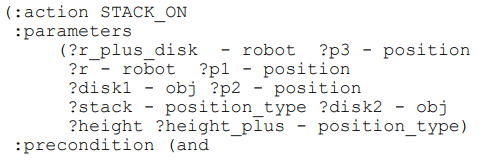 (:action STACK_ON
:parameters
(?r_plus_disk - robot ?p3 - position
?r - robot ?p1 - position
?disk1 - obj ?p2 - position
?stack - position_type ?disk2 - obj
?height ?height_plus - position_type)
:precondition (and